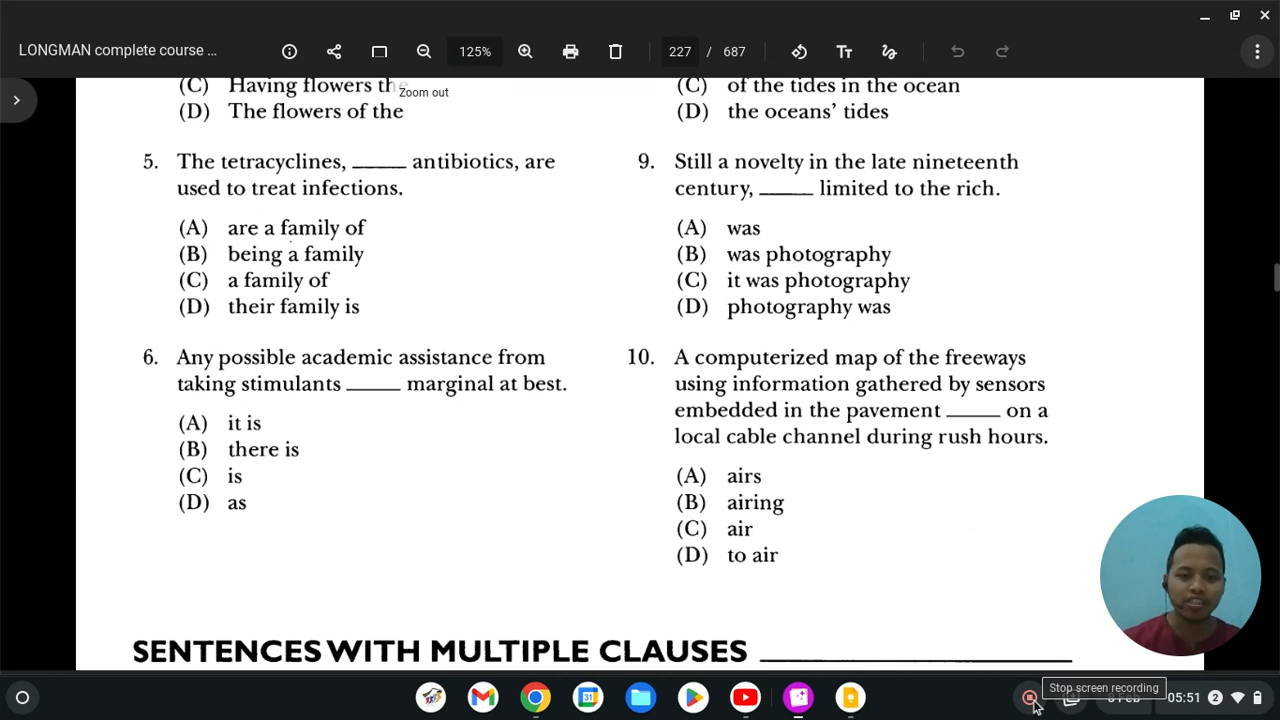 LONGMAN complete course ...
125%
227 / 687
Zoom out
(C) Having flowers the
(D) The flowers of the
5. The tetracyclines, _____ antibiotics, are
used to treat infections.
(A) are a family of
(B) being a family
(C) a family of
(D) their family is
6. Any possible academic assistance from
taking stimulants _____ marginal at best.
(A) it is
(B) there is
(C) is
(D) as
(C) of the tides in the ocean
(D) the oceans' tides
9. Still a novelty in the late nineteenth
century, _____ limited to the rich.
(A) was
(B) was photography
(C) it was photography
(D) photography was
10. A computerized map of the freeways
using information gathered by sensors
embedded in the pavement _____ on a
local cable channel during rush hours.
(A) airs
(B) airing
(C) air
(D) to air
SENTENCES WITH MULTIPLE CLAUSES
Stop screen recording
31
8 Feb
05:51
2